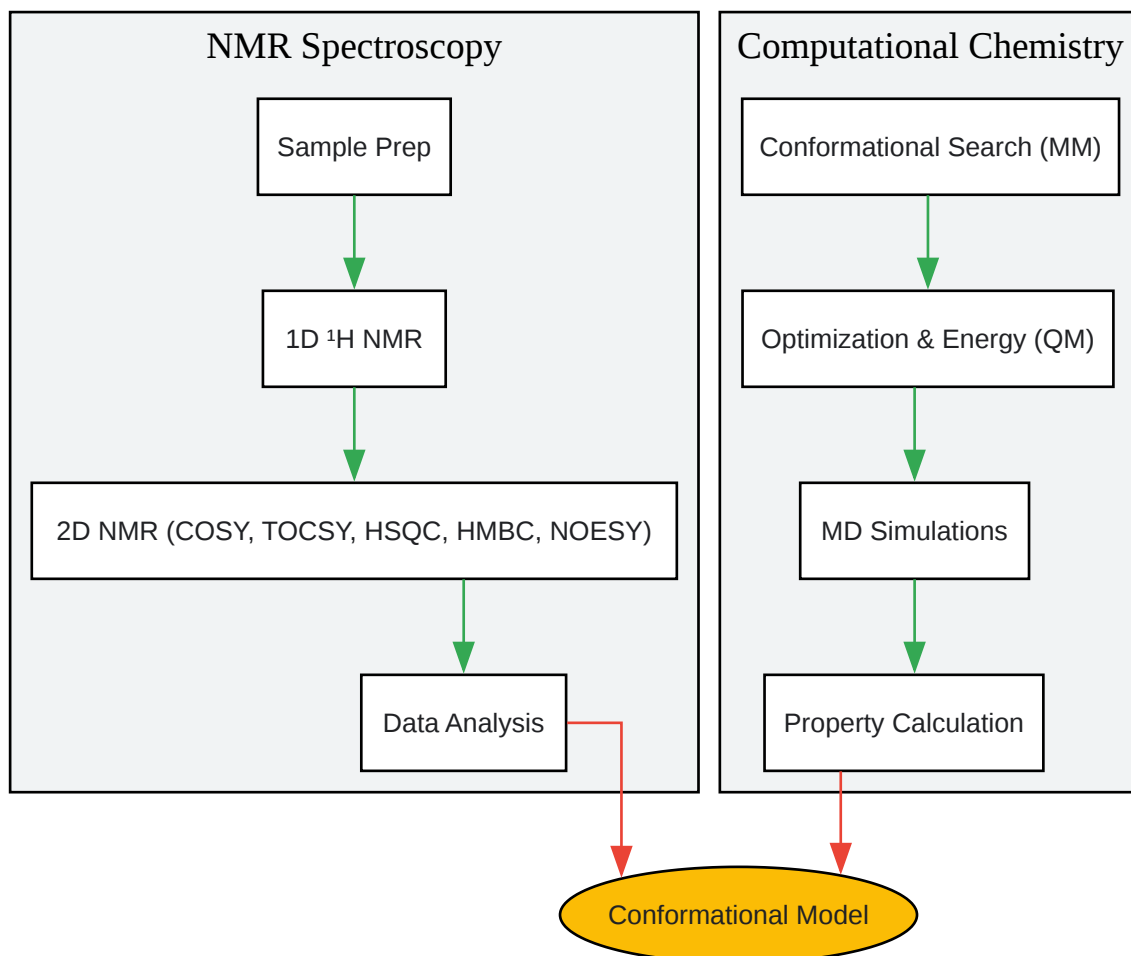 NMR Spectroscopy
Sample Prep
1D ¹H NMR
2D NMR (COSY, TOCSY, HSQC, HMBC, NOESY)
Data Analysis
Computational Chemistry
Conformational Search (MM)
Optimization & Energy (QM)
MD Simulations
Property Calculation
Conformational Model